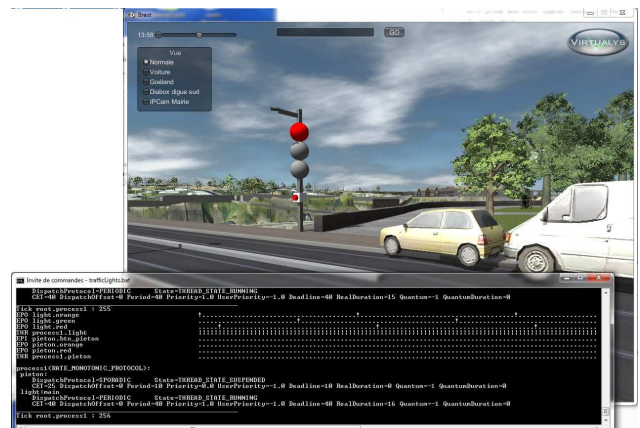 Brest
13:58
GO
VIRTUALYS
Vue
Normale
Voiture
Goéland
Diabox digue sud
IPCam Mairie
Invite de commandes - trafficLights.bat
DispatchProtocol=PERIODIC State=THREAD_STATE_RUNNING
CET=40 DispatchOffset=0 Period=40 Priority=1.0 UserPriority=-1.0 Deadline=40 RealDuration=15 Quantum=-1 QuantumDuration=0
Tick root.process1 : 255
EPO light.orange
EPO light.green
EPO light.red
THR process1.light
EPI pieton.btn_pieton
EPO pieton.orange
EPO pieton.red
THR process1.pieton
process1(RATE_MONOTONIC_PROTOCOL):
pieton:
DispatchProtocol=SPORADIC State=THREAD_STATE_SUSPENDED
CET=25 DispatchOffset=0 Period=10 Priority=0.0 UserPriority=-1.0 Deadline=10 RealDuration=0 Quantum=-1 QuantumDuration=0
light:main
DispatchProtocol=PERIODIC State=THREAD_STATE_RUNNING
CET=40 DispatchOffset=0 Period=40 Priority=1.0 UserPriority=-1.0 Deadline=40 RealDuration=16 Quantum=-1 QuantumDuration=0
Tick root.process1 : 256